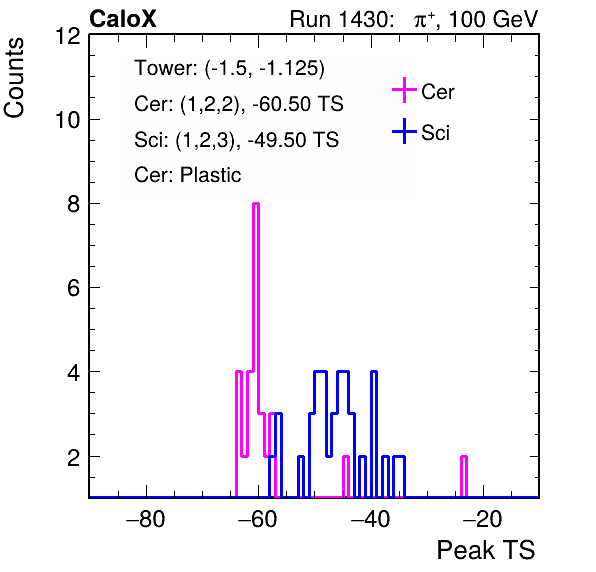 CaloX Run 1430: π⁺, 100 GeV
Counts
12
10
8
6
4
2
Tower: (-1.5, -1.125)
Cer: (1,2,2), -60.50 TS
Sci: (1,2,3), -49.50 TS
Cer: Plastic
Cer
Sci
−80 −60 −40 −20
Peak TS